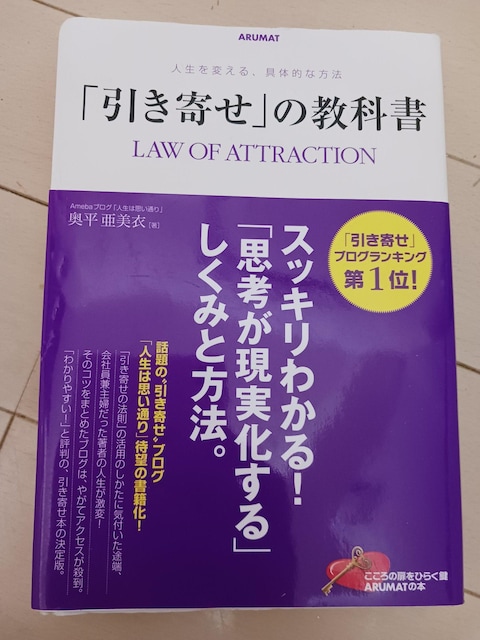 ARUMAT
人生を変える、具体的な方法
「引き寄せ」の教科書
LAW OF ATTRACTION
Amebaブログ「人生は思い通り」
奥平 亜美衣[著]
「引き寄せ」
ブログランキング
第1位!
スッキリわかる!
「思考が現実化する」
しくみと方法。
話題の“引き寄せ”ブログ
「人生は思い通り」待望の書籍化!
「引き寄せの法則」の活用のしかたに気付いた途端、
会社員兼主婦だった著者の人生が激変!
そのコツをまとめたブログは、やがてアクセスが殺到。
「わかりやすい!」と評判の、引き寄せ本の決定版。
こころの扉をひらく鍵
ARUMATの本